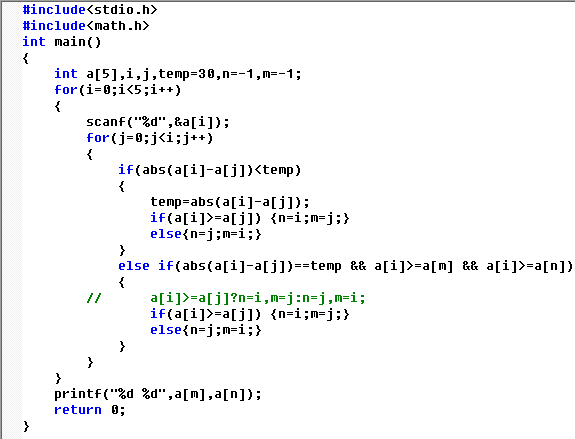 #include<stdio.h>
#include<math.h>
int main()
{
    int a[5],i,j,temp=30,n=-1,m=-1;
    for(i=0;i<5;i++)
    {
        scanf("%d",&a[i]);
        for(j=0;j<i;j++)
        {
            if(abs(a[i]-a[j])<temp)
            {
                temp=abs(a[i]-a[j]);
                if(a[i]>=a[j]) {n=i;m=j;}
                else{n=j;m=i;}
            }
            else if(abs(a[i]-a[j])==temp && a[i]>=a[m] && a[i]>=a[n])
            {
        //      a[i]>=a[j]?n=i,m=j:n=j,m=i;
                if(a[i]>=a[j]) {n=i;m=j;}
                else{n=j;m=i;}
            }
        }
    }
    printf("%d %d",a[m],a[n]);
    return 0;
}